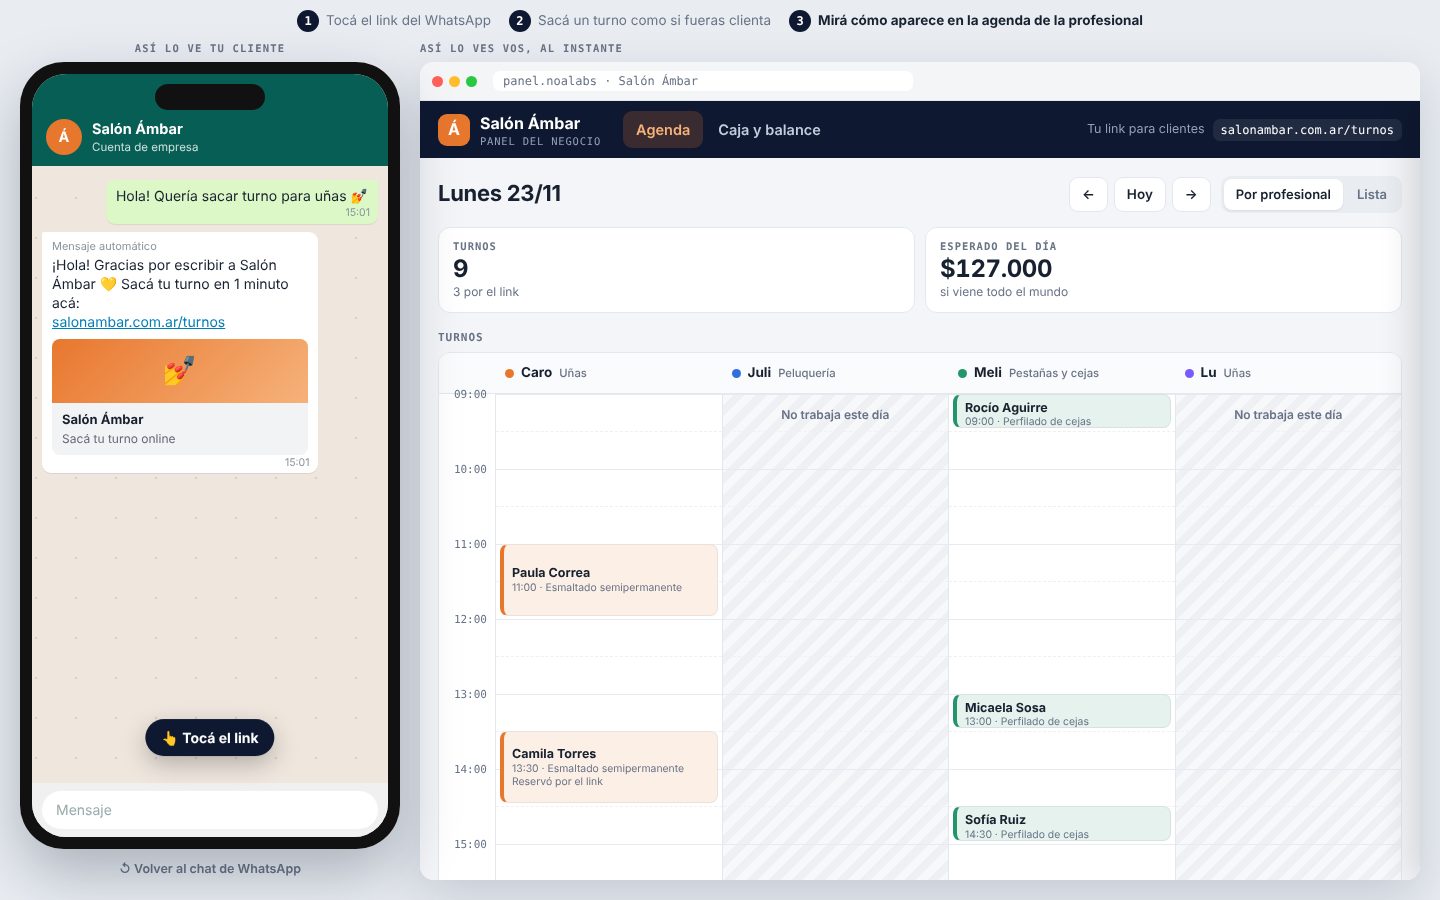 1 Tocá el link del WhatsApp 2 Sacá un turno como si fueras clienta 3 Mirá cómo aparece en la agenda de la profesional
ASÍ LO VE TU CLIENTE
Á
Salón Ámbar
Cuenta de empresa
Hola! Quería sacar turno para uñas 💅
15:01
Mensaje automático
¡Hola! Gracias por escribir a Salón
Ámbar 💛 Sacá tu turno en 1 minuto
acá:
salonambar.com.ar/turnos
Salón Ámbar
Sacá tu turno online
15:01
👆 Tocá el link
Mensaje
↺ Volver al chat de WhatsApp
ASÍ LO VES VOS, AL INSTANTE
panel.noalabs · Salón Ámbar
Á
Salón Ámbar
PANEL DEL NEGOCIO
Agenda
Caja y balance
Tu link para clientes salonambar.com.ar/turnos
Lunes 23/11
← Hoy → Por profesional Lista
TURNOS
9
3 por el link
ESPERADO DEL DÍA
$127.000
si viene todo el mundo
TURNOS
Caro Uñas
Juli Peluquería
Meli Pestañas y cejas
Lu Uñas
09:00
No trabaja este día
Rocío Aguirre
09:00 · Perfilado de cejas
No trabaja este día
10:00
11:00
Paula Correa
11:00 · Esmaltado semipermanente
12:00
13:00
Micaela Sosa
13:00 · Perfilado de cejas
Camila Torres
13:30 · Esmaltado semipermanente
Reservó por el link
14:00
Sofía Ruiz
14:30 · Perfilado de cejas
15:00